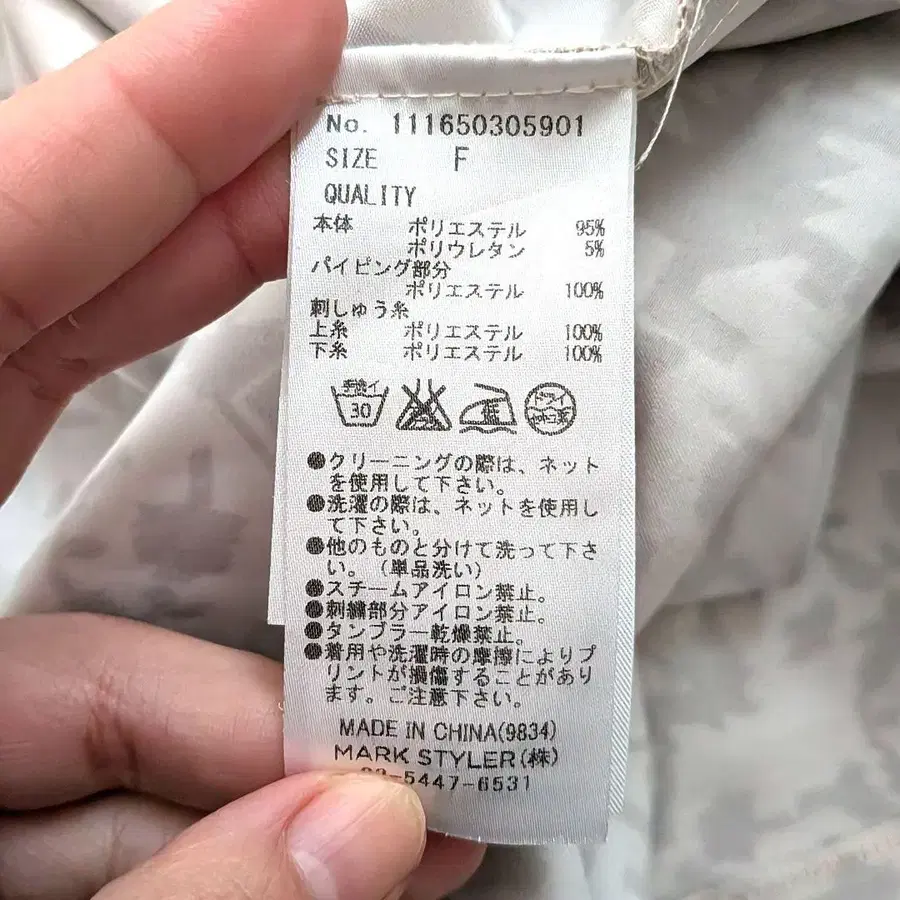 No. 111650305901
SIZE F
QUALITY
本体 ポリエステル 95%
ポリウレタン 5%
パイピング部分
ポリエステル 100%
刺しゅう糸
上糸 ポリエステル 100%
下糸 ポリエステル 100%
手洗イ 30 低 ドライ
●クリーニングの際は、ネット
を使用して下さい。
●洗濯の際は、ネットを使用し
て下さい。
●他のものと分けて洗って下さ
い。(単品洗い)
●スチームアイロン禁止。
●刺繍部分アイロン禁止。
●タンブラー乾燥禁止。
●着用や洗濯時の摩擦によりプ
リントが損傷することがあり
ます。ご注意下さい。
MADE IN CHINA(9834)
MARK STYLER(株)
-5447-6531